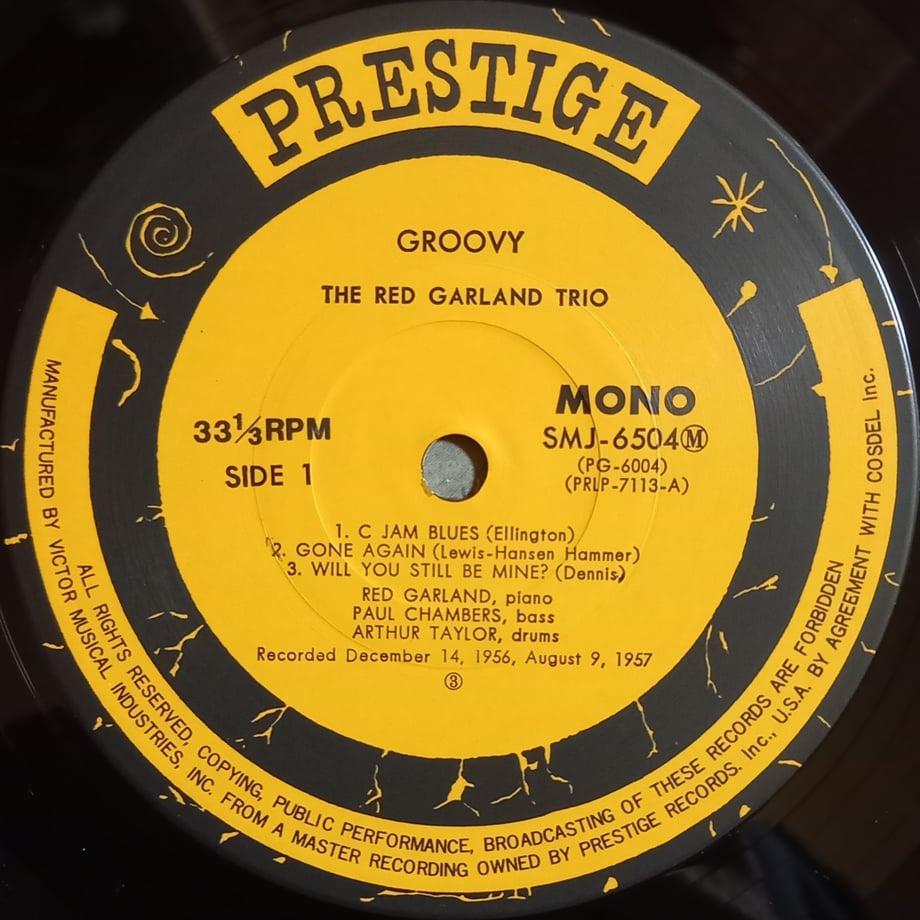 PRESTIGE
GROOVY
THE RED GARLAND TRIO
33⅓RPM
SIDE 1
MONO
SMJ-6504Ⓜ
(PG-6004)
(PRLP-7113-A)
1. C JAM BLUES (Ellington)
2. GONE AGAIN (Lewis-Hansen Hammer)
3. WILL YOU STILL BE MINE? (Dennis)
RED GARLAND, piano
PAUL CHAMBERS, bass
ARTHUR TAYLOR, drums
Recorded December 14, 1956, August 9, 1957
③
ALL RIGHTS RESERVED, COPYING, PUBLIC PERFORMANCE, BROADCASTING OF THESE RECORDS ARE FORBIDDEN
MANUFACTURED BY VICTOR MUSICAL INDUSTRIES, INC. FROM A MASTER RECORDING OWNED BY PRESTIGE RECORDS. Inc., U.S.A. BY AGREEMENT WITH COSDEL Inc.